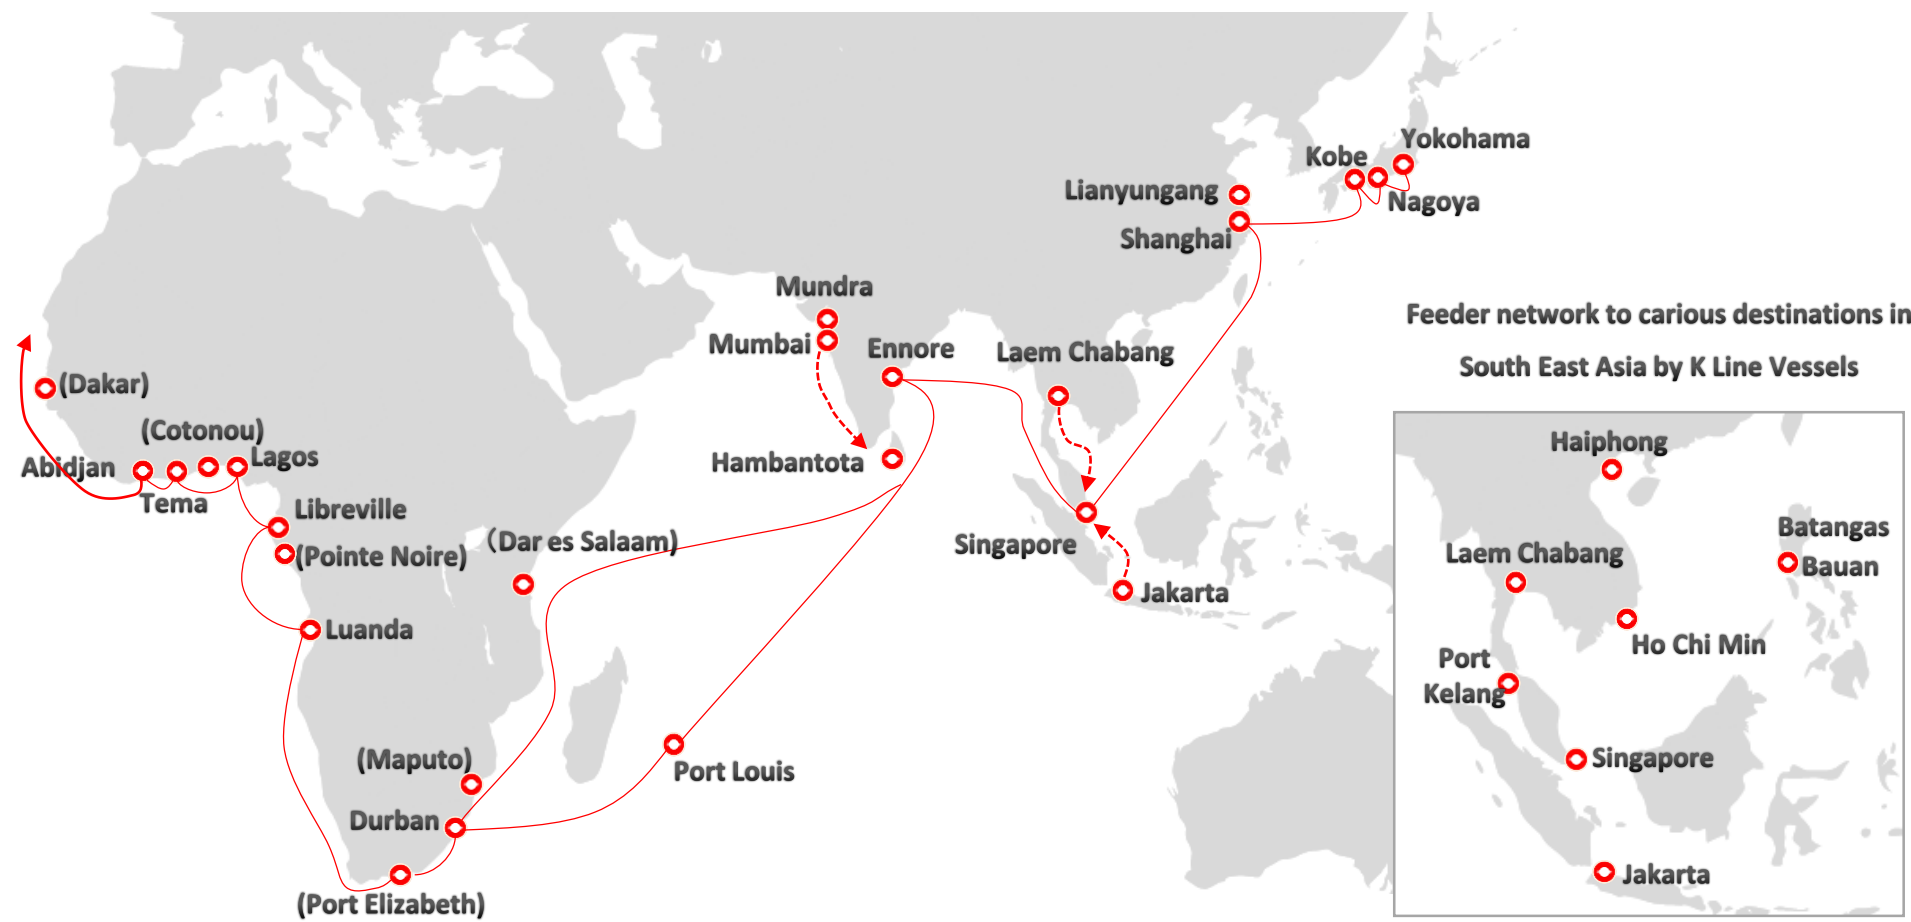 Yokohama
Kobe
Nagoya
Lianyungang
Shanghai
Mundra
Mumbai
Ennore
Laem Chabang
Hambantota
Singapore
Jakarta
(Dakar)
(Cotonou)
Abidjan
Lagos
Tema
Libreville
(Pointe Noire)
(Dar es Salaam)
Luanda
(Maputo)
Durban
Port Louis
(Port Elizabeth)
Feeder network to carious destinations in
South East Asia by K Line Vessels
Haiphong
Batangas
Bauan
Laem Chabang
Ho Chi Min
Port
Kelang
Singapore
Jakarta